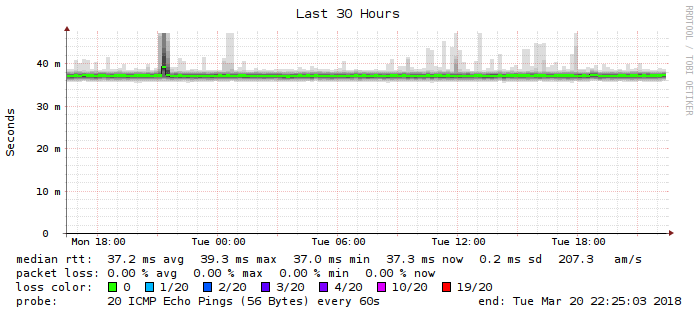 Last 30 Hours
RRDTOOL / TOBI OETIKER
Seconds
40 m
30 m
20 m
10 m
0
Mon 18:00 Tue 00:00 Tue 06:00 Tue 12:00 Tue 18:00
median rtt: 37.2 ms avg 39.3 ms max 37.0 ms min 37.3 ms now 0.2 ms sd 207.3 am/s
packet loss: 0.00 % avg 0.00 % max 0.00 % min 0.00 % now
loss color: 0 1/20 2/20 3/20 4/20 10/20 19/20
probe: 20 ICMP Echo Pings (56 Bytes) every 60s end: Tue Mar 20 22:25:03 2018